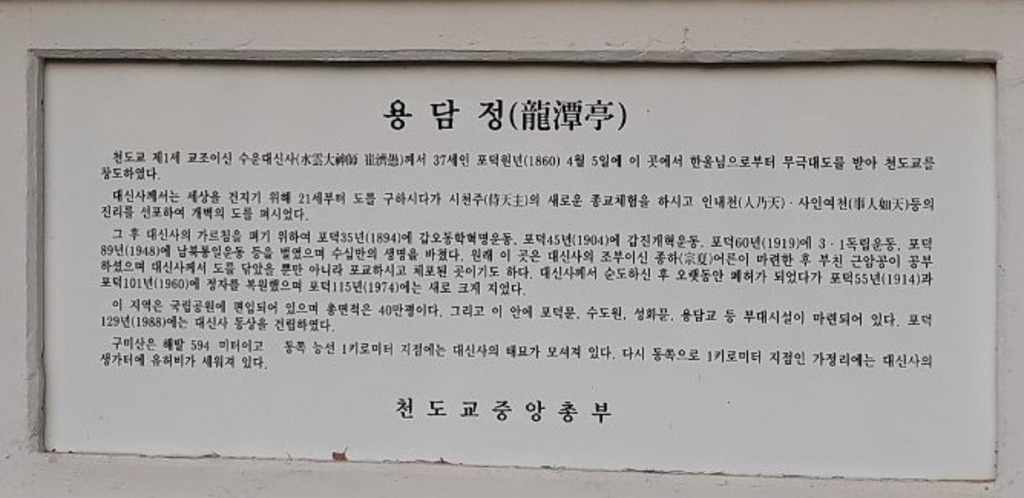 용 담 정(龍潭亭)
천도교 제1세 교조이신 수운대신사(水雲大神師 崔濟愚)께서 37세인 포덕원년(1860) 4월 5일에 이 곳에서 한울님으로부터 무극대도를 받아 천도교를
창도하였다.
대신사께서는 세상을 건지기 위해 21세부터 도를 구하시다가 시천주(侍天主)의 새로운 종교체험을 하시고 인내천(人乃天)·사인여천(事人如天)등의
진리를 선포하여 개벽의 도를 펴시었다.
그 후 대신사의 가르침을 펴기 위하여 포덕35년(1894)에 갑오동학혁명운동, 포덕45년(1904)에 갑진개혁운동, 포덕60년(1919)에 3·1독립운동, 포덕
89년(1948)에 남북통일운동 등을 벌였으며 수십만의 생명을 바쳤다. 원래 이 곳은 대신사의 조부이신 종하(宗夏)어른이 마련한 후 부친 근암공이 공부
하셨으며 대신사께서 도를 닦았을 뿐만 아니라 포교하시고 체포된 곳이기도 하다. 대신사께서 순도하신 후 오랫동안 폐허가 되었다가 포덕55년(1914)과
포덕101년(1960)에 정자를 복원했으며 포덕115년(1974)에는 새로 크게 지었다.
이 지역은 국립공원에 편입되어 있으며 총면적은 40만평이다. 그리고 이 안에 포덕문, 수도원, 성화문, 용담교 등 부대시설이 마련되어 있다. 포덕
129년(1988)에는 대신사 동상을 건립하였다.
구미산은 해발 594 미터이고 동쪽 능선 1키로미터 지점에는 대신사의 태묘가 모셔져 있다. 다시 동쪽으로 1키로미터 지점인 가정리에는 대신사의
생가터에 유허비가 세워져 있다.
천 도 교 중 앙 총 부